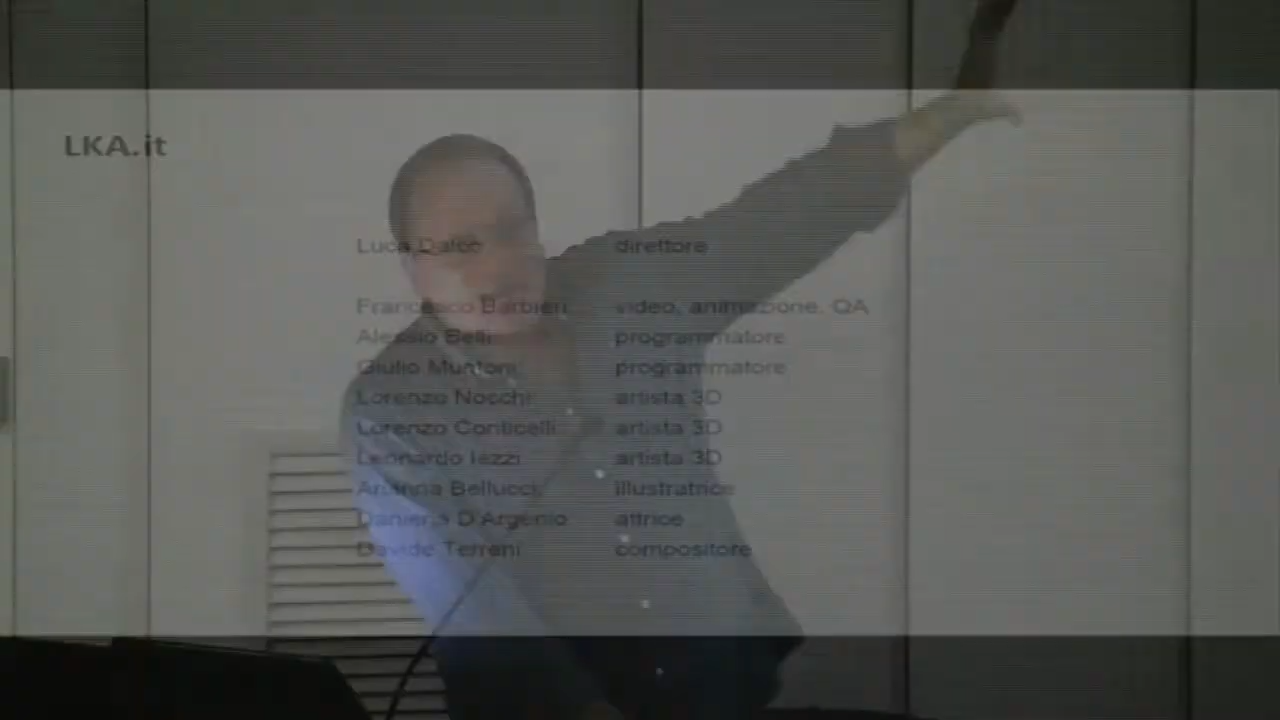 LKA.it
Luca Dalcò direttore
Francesco Barbieri video, animazione, QA
Alessio Belli programmatore
Giulio Muntoni programmatore
Lorenzo Nocchi artista 3D
Lorenzo Conticelli artista 3D
Leonardo Iezzi artista 3D
Arianna Bellucci illustratrice
Daniela D'Argenio attrice
Davide Terreni compositore